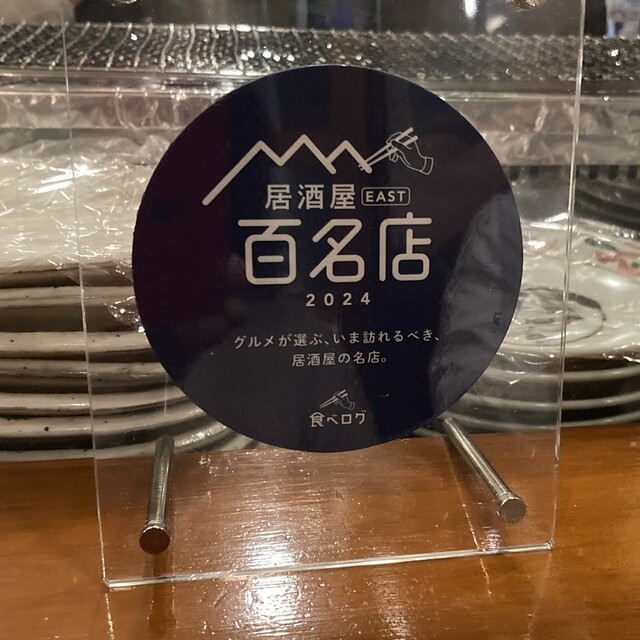 居酒屋 EAST
百名店
2024
グルメが選ぶ、いま訪れるべき、
居酒屋の名店。
食べログ